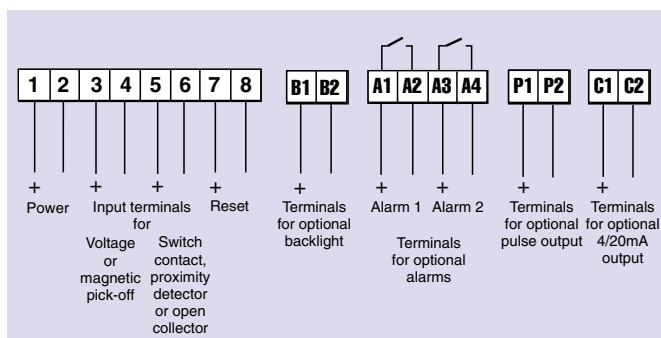 1 2 3 4 5 6 7 8
B1 B2
A1 A2 A3 A4
P1 P2
C1 C2
+ + + + + + + + +
Power
Input terminals
for
Voltage
or
magnetic
pick-off
Switch
contact,
proximity
detector
or open
collector
Reset
Terminals
for optional
backlight
Alarm 1 Alarm 2
Terminals
for optional
alarms
Terminals
for optional
pulse output
Terminals
for optional
4/20mA
output